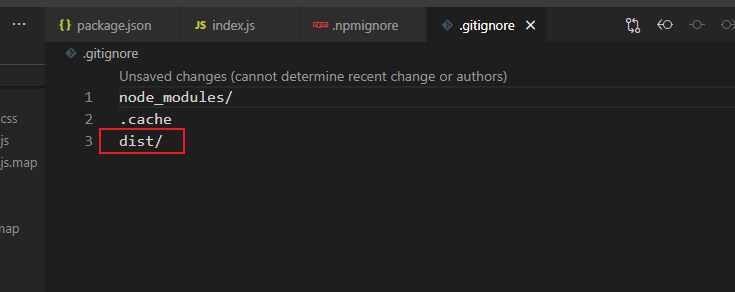 ··· {} package.json JS index.js npm .npmignore .gitignore ×
.gitignore
Unsaved changes (cannot determine recent change or authors)
1 node_modules/
css 2 .cache
js 3 dist/
js.map
map